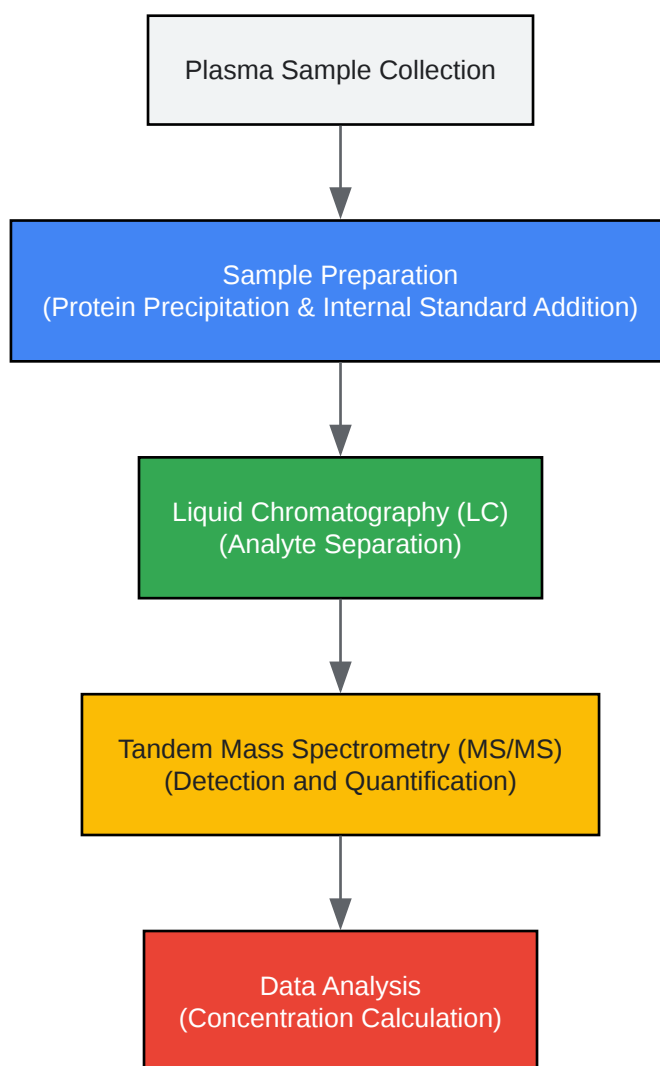 Plasma Sample Collection
Sample Preparation
(Protein Precipitation & Internal Standard Addition)
Liquid Chromatography (LC)
(Analyte Separation)
Tandem Mass Spectrometry (MS/MS)
(Detection and Quantification)
Data Analysis
(Concentration Calculation)